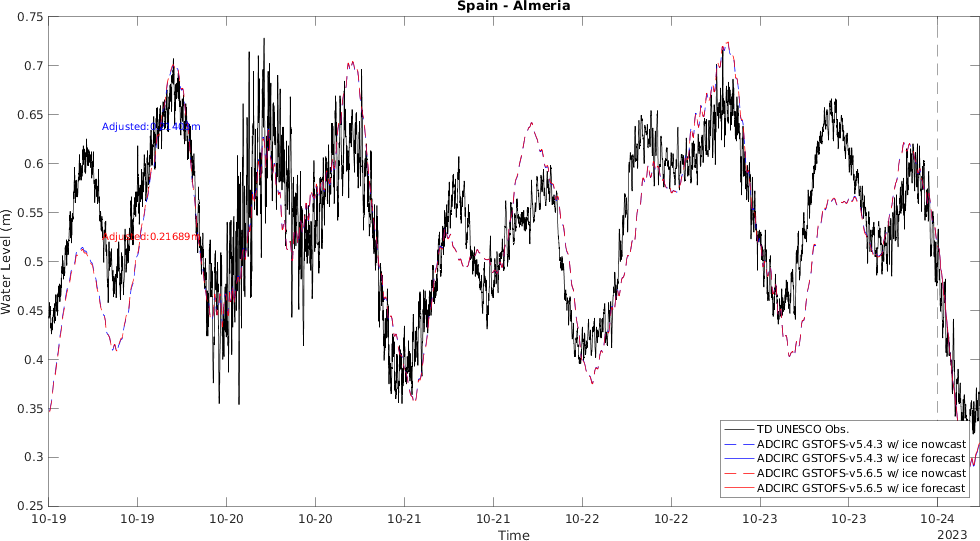 Spain - Almeria
0.75
0.7
0.65
0.6
0.55
0.5
0.45
0.4
0.35
0.3
0.25
Water Level (m)
Adjusted:
Adjusted:0.21689m
TD UNESCO Obs.
ADCIRC GSTOFS-v5.4.3 w/ ice nowcast
ADCIRC GSTOFS-v5.4.3 w/ ice forecast
ADCIRC GSTOFS-v5.6.5 w/ ice nowcast
ADCIRC GSTOFS-v5.6.5 w/ ice forecast
10-19 10-19 10-20 10-20 10-21 10-21 10-22 10-22 10-23 10-23 10-24
Time
2023